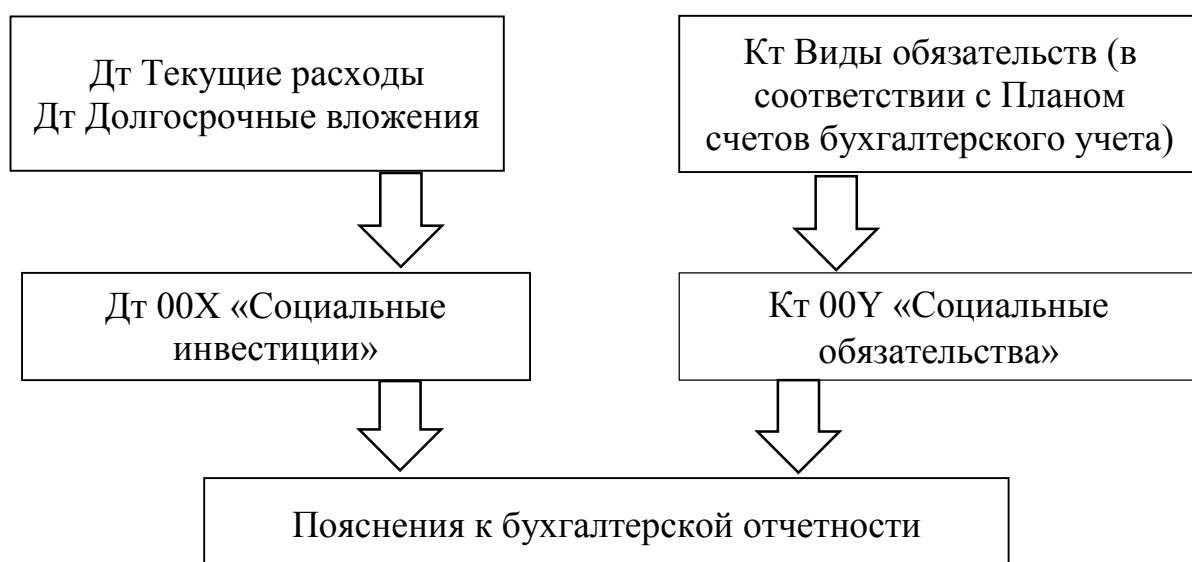 Дт Текущие расходы
Дт Долгосрочные вложения
Кт Виды обязательств (в
соответствии с Планом
счетов бухгалтерского учета)
Дт 00X «Социальные
инвестиции»
Кт 00Y «Социальные
обязательства»
Пояснения к бухгалтерской отчетности